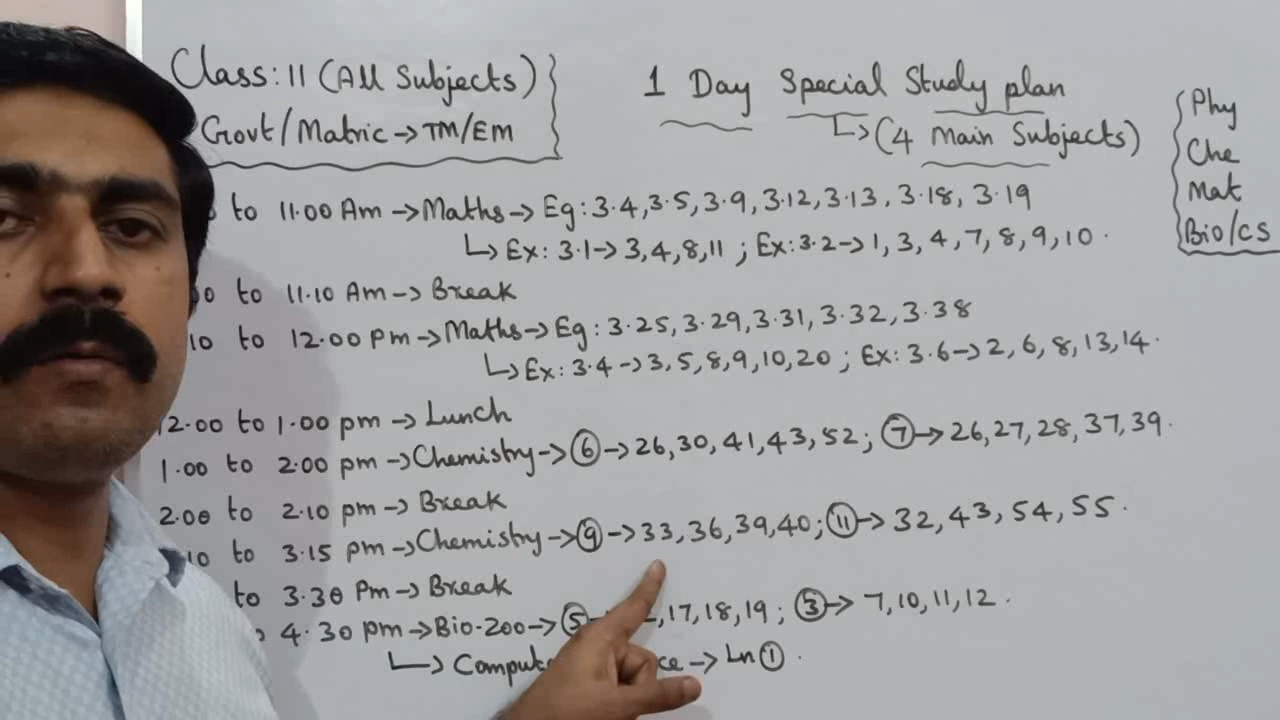 Class: 11 (All Subjects)
Govt/Matric → TM/EM
1 Day Special Study plan
↳ (4 Main Subjects)
Phy
Che
Mat
Bio/CS
to 11.00 Am → Maths → Eg: 3.4, 3.5, 3.9, 3.12, 3.13, 3.18, 3.19
↳ Ex: 3.1 → 3, 4, 8, 11 ; Ex: 3.2 → 1, 3, 4, 7, 8, 9, 10.
to 11.10 Am → Break
10 to 12.00 pm → Maths → Eg: 3.25, 3.29, 3.31, 3.32, 3.38
↳ Ex: 3.4 → 3, 5, 8, 9, 10, 20 ; Ex: 3.6 → 2, 6, 8, 13, 14.
12.00 to 1.00 pm → Lunch
1.00 to 2.00 pm → Chemistry → ⑥ → 26, 30, 41, 43, 52; ⑦ → 26, 27, 28, 37, 39.
2.00 to 2.10 pm → Break
10 to 3.15 pm → Chemistry → ⑨ → 33, 36, 39, 40; ⑪ → 32, 43, 54, 55.
to 3.30 Pm → Break
4.30 pm → Bio-Zoo → ⑤ , 17, 18, 19 ; ③ → 7, 10, 11, 12.
↳ → Ln ①.